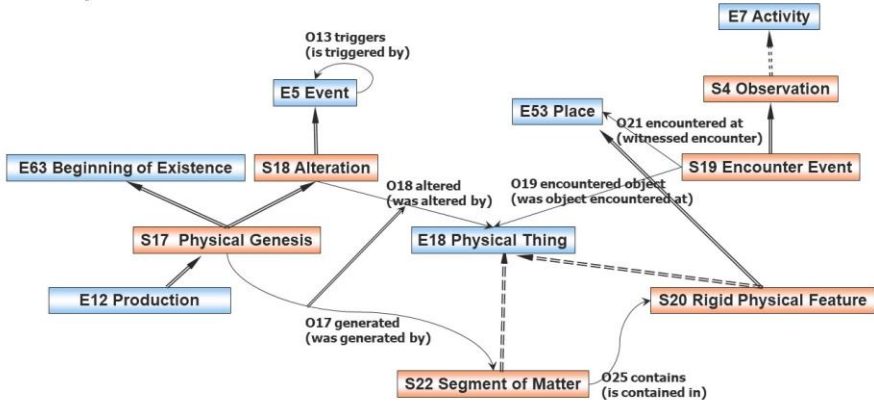 E7 Activity
O13 triggers
(is triggered by)
E5 Event
S4 Observation
E53 Place
O21 encountered at
(witnessed encounter)
E63 Beginning of Existence
S18 Alteration
S19 Encounter Event
O18 altered
(was altered by)
O19 encountered object
(was object encountered at)
S17 Physical Genesis
E18 Physical Thing
E12 Production
S20 Rigid Physical Feature
O17 generated
(was generated by)
S22 Segment of Matter
O25 contains
(is contained in)